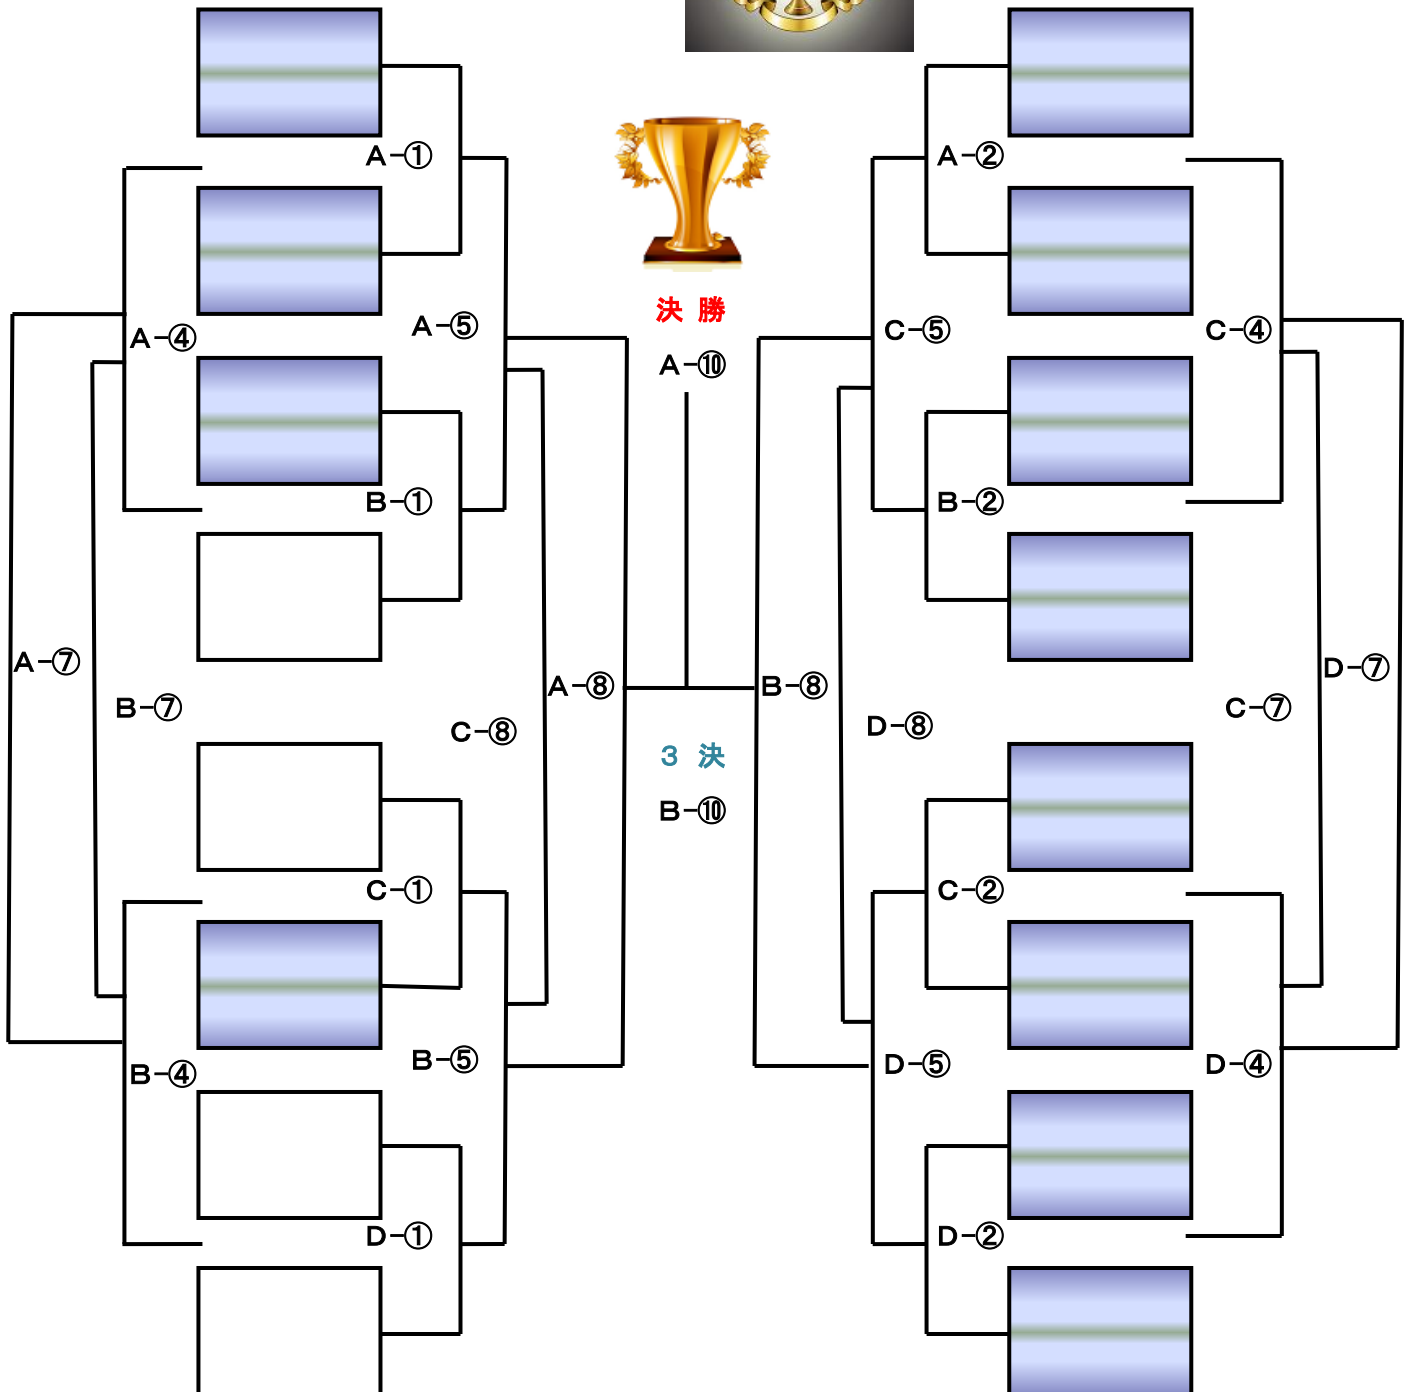 A-① A-②
決 勝
A-④ A-⑤ C-⑤ C-④
A-⑩
B-① B-②
A-⑦ D-⑦
A-⑧ B-⑧
B-⑦ C-⑦
C-⑧ D-⑧
3 決
B-⑩
C-① C-②
B-④ B-⑤ D-⑤ D-④
D-① D-②